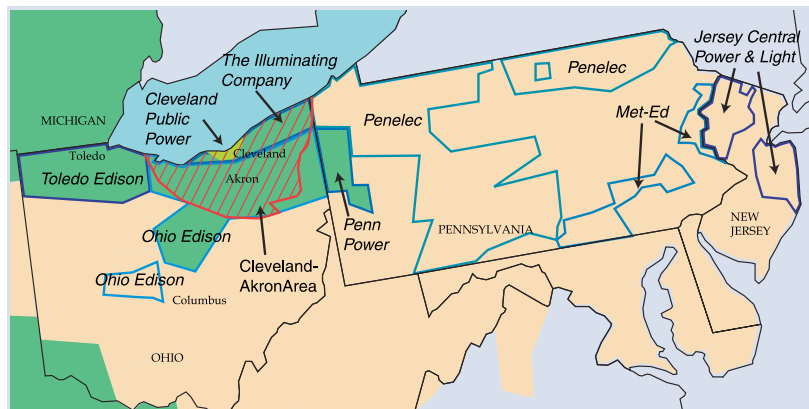 The Illuminating
Company
Jersey Central
Power & Light
Penelec
Cleveland
Public
Power
MICHIGAN
Penelec
Met-Ed
Toledo
Cleveland
Toledo Edison
Akron
Penn
Power
PENNSYLVANIA
NEW
JERSEY
Ohio Edison
Cleveland-
AkronArea
Ohio Edison
Columbus
OHIO